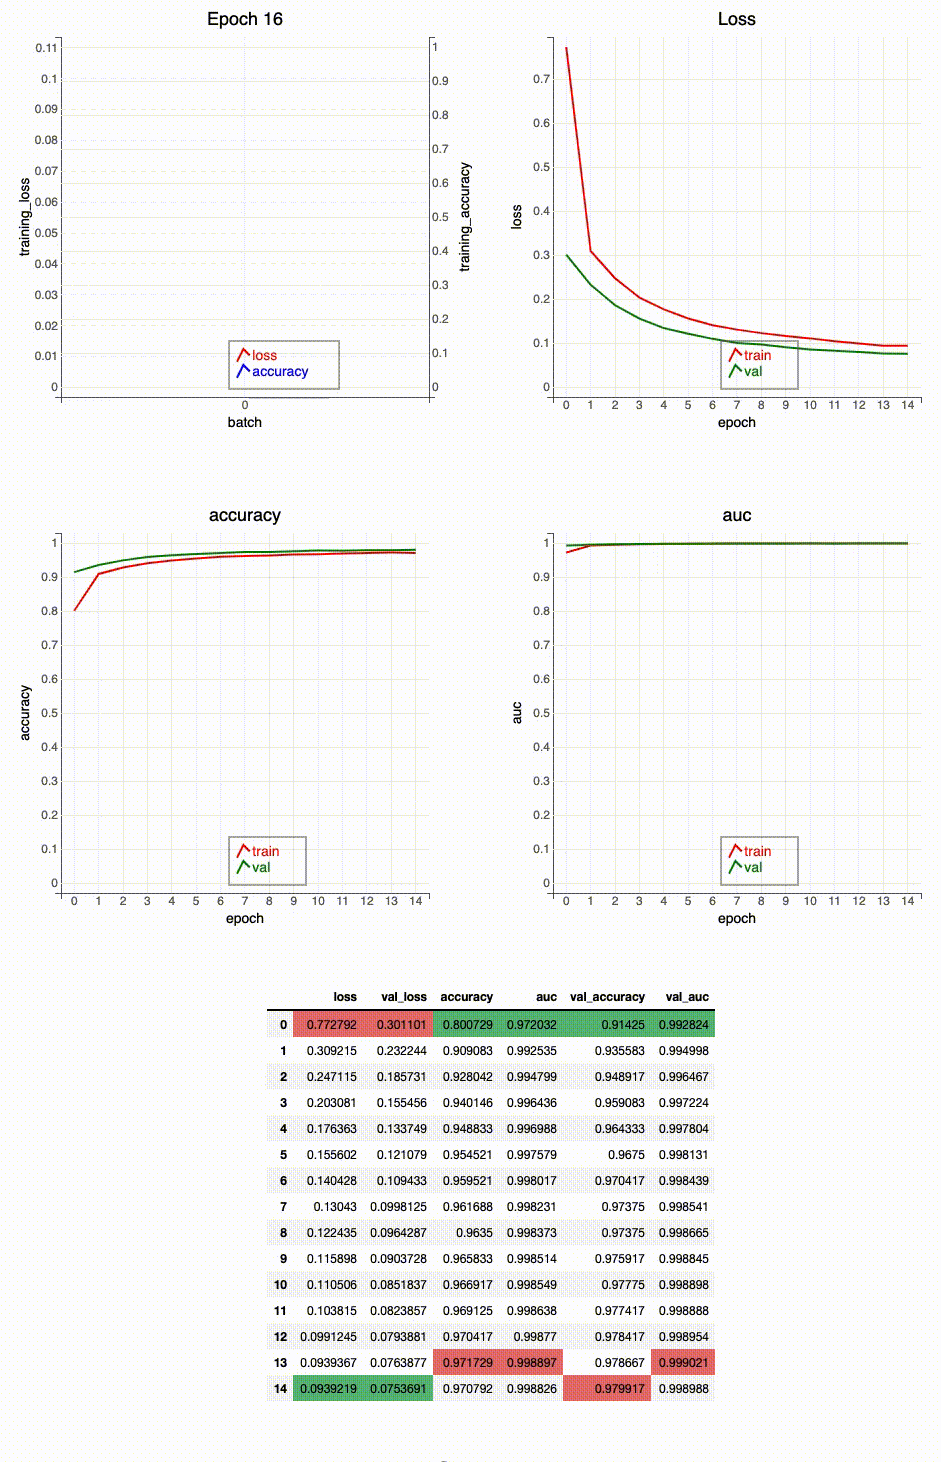 Epoch 16
0.11
0.1
0.09
0.08
0.07
0.06
0.05
0.04
0.03
0.02
0.01
0
training_loss
1
0.9
0.8
0.7
0.6
0.5
0.4
0.3
0.2
0.1
0
training_accuracy
loss
accuracy
0
batch
Loss
0.7
0.6
0.5
0.4
0.3
0.2
0.1
0
loss
train
val
0 1 2 3 4 5 6 7 8 9 10 11 12 13 14
epoch
accuracy
1
0.9
0.8
0.7
0.6
0.5
0.4
0.3
0.2
0.1
0
accuracy
train
val
0 1 2 3 4 5 6 7 8 9 10 11 12 13 14
epoch
auc
1
0.9
0.8
0.7
0.6
0.5
0.4
0.3
0.2
0.1
0
auc
train
val
0 1 2 3 4 5 6 7 8 9 10 11 12 13 14
epoch
loss val_loss accuracy auc val_accuracy val_auc
0 0.772792 0.301101 0.800729 0.972032 0.91425 0.992824
1 0.309215 0.232244 0.909083 0.992535 0.935583 0.994998
2 0.247115 0.185731 0.928042 0.994799 0.948917 0.996467
3 0.203081 0.155456 0.940146 0.996436 0.959083 0.997224
4 0.176363 0.133749 0.948833 0.996988 0.964333 0.997804
5 0.155602 0.121079 0.954521 0.997579 0.9675 0.998131
6 0.140428 0.109433 0.959521 0.998017 0.970417 0.998439
7 0.13043 0.0998125 0.961688 0.998231 0.97375 0.998541
8 0.122435 0.0964287 0.9635 0.998373 0.97375 0.998665
9 0.115898 0.0903728 0.965833 0.998514 0.975917 0.998845
10 0.110506 0.0851837 0.966917 0.998549 0.97775 0.998898
11 0.103815 0.0823857 0.969125 0.998638 0.977417 0.998888
12 0.0991245 0.0793881 0.970417 0.99877 0.978417 0.998954
13 0.0939367 0.0763877 0.971729 0.998897 0.978667 0.999021
14 0.0939219 0.0753691 0.970792 0.998826 0.979917 0.998988